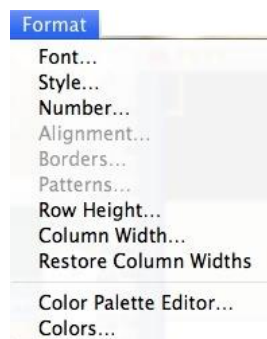 Format
Font...
Style...
Number...
Alignment...
Borders...
Patterns...
Row Height...
Column Width...
Restore Column Widths
Color Palette Editor...
Colors...